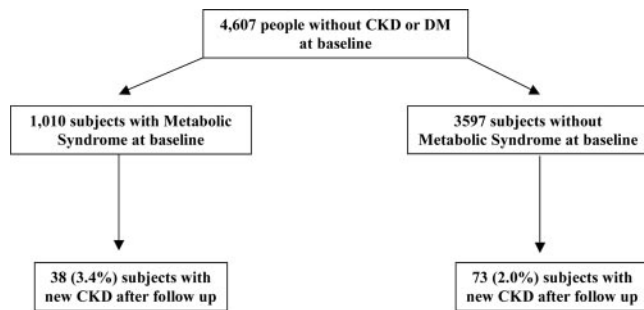 4,607 people without CKD or DM
at baseline
1,010 subjects with Metabolic
Syndrome at baseline
3597 subjects without
Metabolic Syndrome at baseline
38 (3.4%) subjects with
new CKD after follow up
73 (2.0%) subjects with
new CKD after follow up